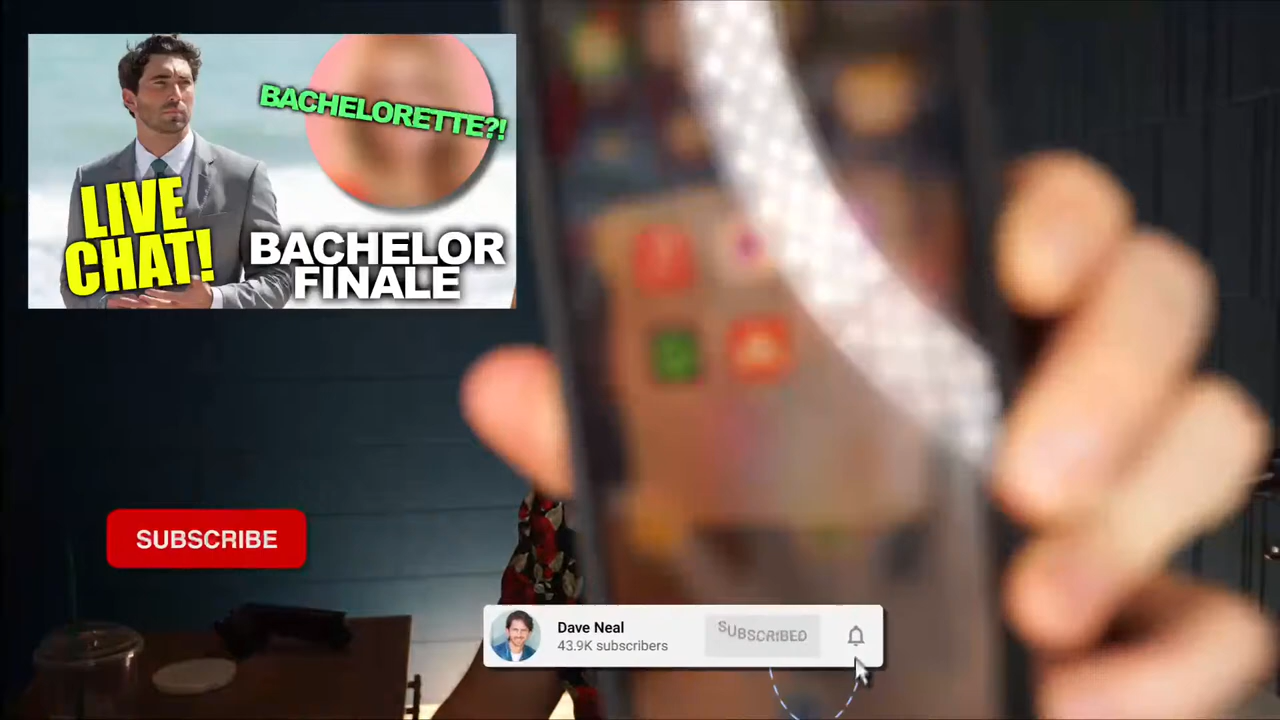 BACHELORETTE?!
LIVE
CHAT!
BACHELOR
FINALE
SUBSCRIBE
Dave Neal
43.9K subscribers
SUBSCRIBED